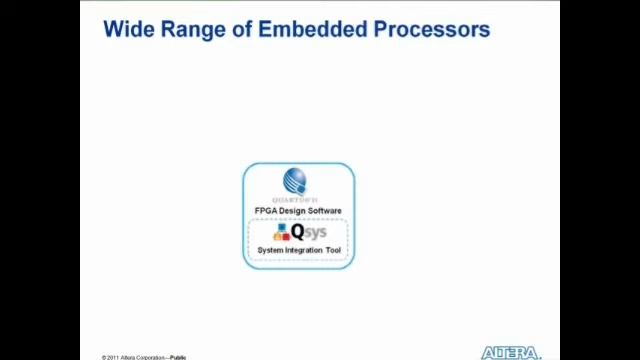 Wide Range of Embedded Processors
QUARTUS II
FPGA Design Software
Qsys
System Integration Tool
© 2011 Altera Corporation—Public
ALTERA